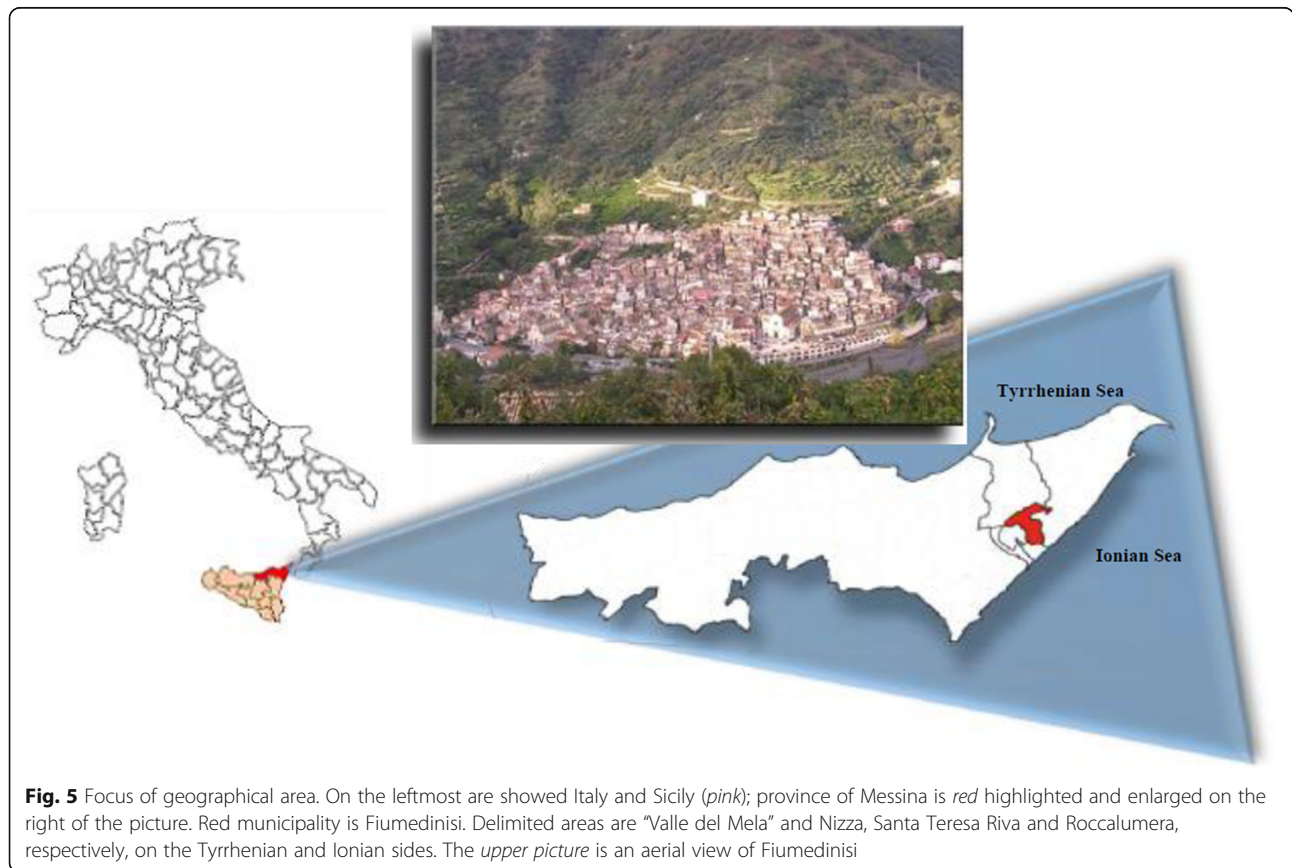 Tyrrhenian Sea
Ionian Sea
Fig. 5 Focus of geographical area. On the leftmost are showed Italy and Sicily (pink); province of Messina is red highlighted and enlarged on the
right of the picture. Red municipality is Fiumedinisi. Delimited areas are “Valle del Mela” and Nizza, Santa Teresa Riva and Roccalumera,
respectively, on the Tyrrhenian and Ionian sides. The upper picture is an aerial view of Fiumedinisi